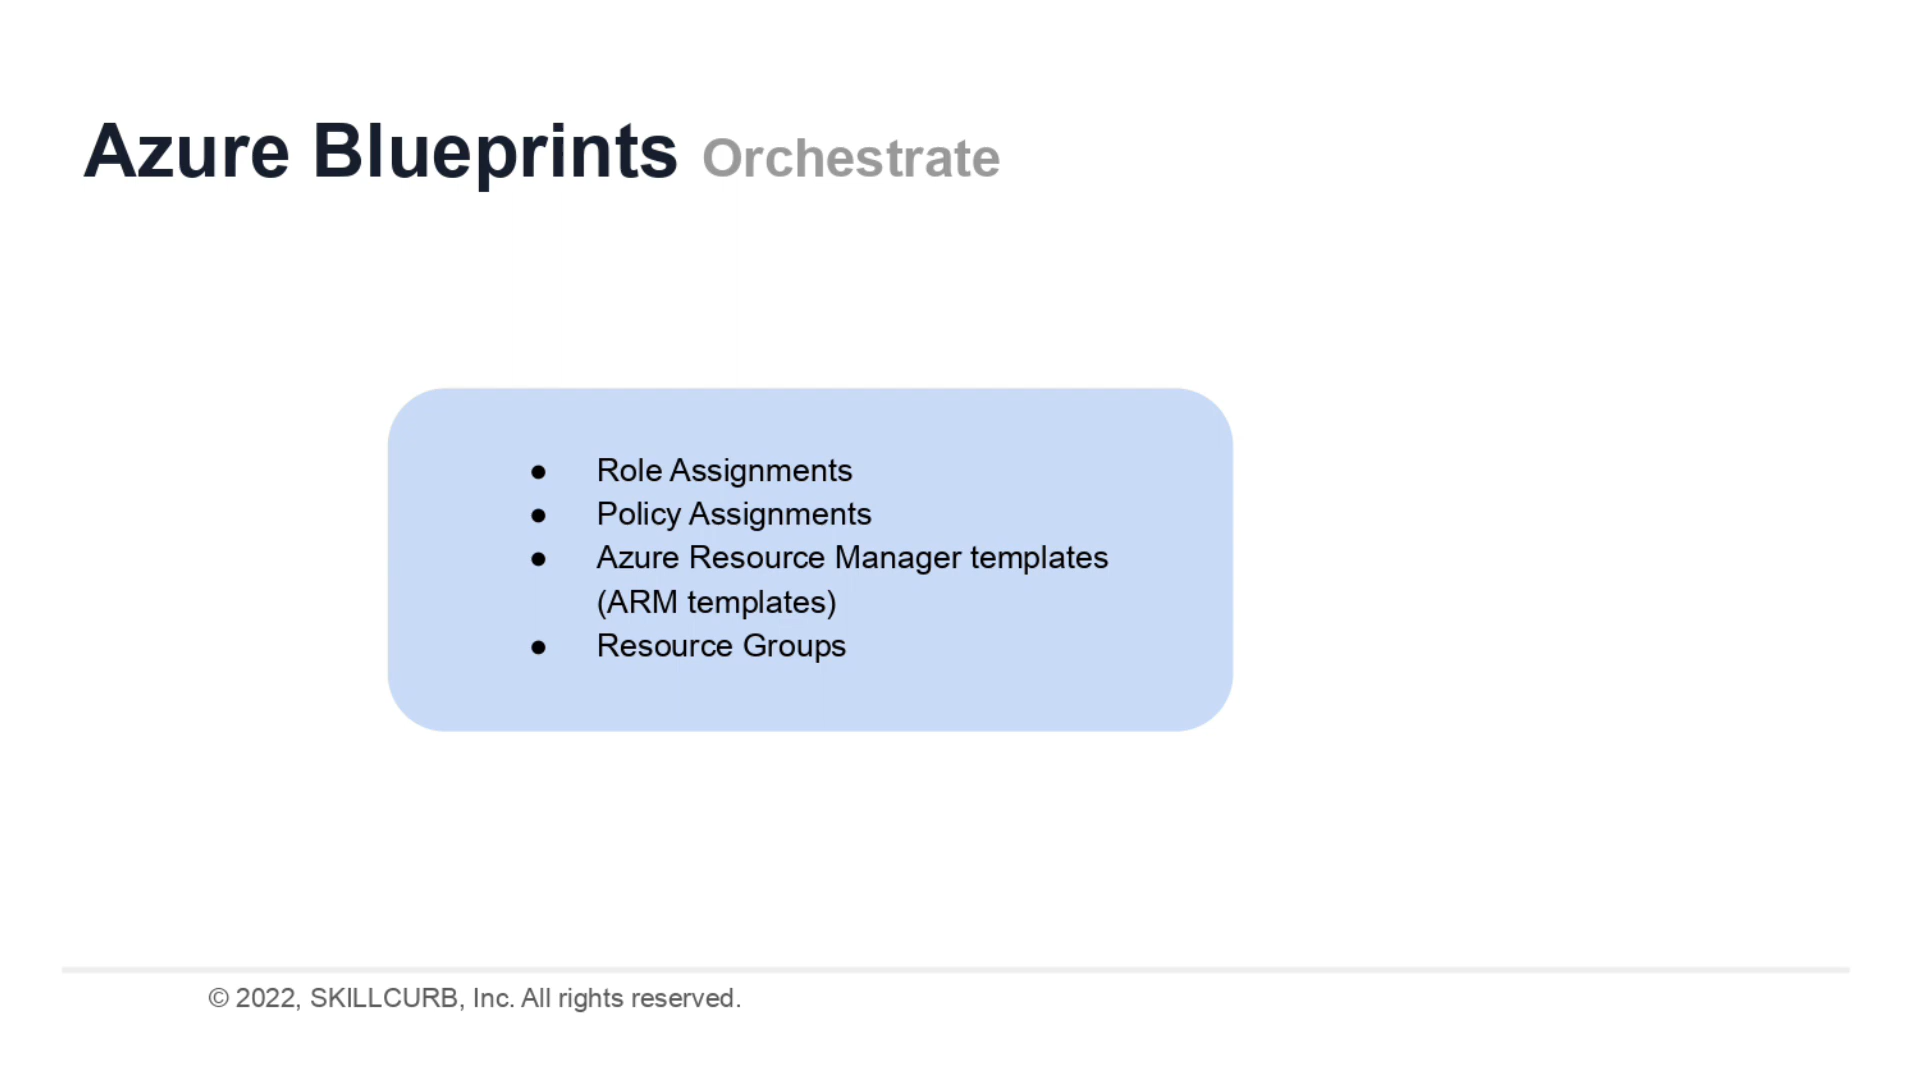 Azure Blueprints Orchestrate
● Role Assignments
● Policy Assignments
● Azure Resource Manager templates
(ARM templates)
● Resource Groups
© 2022, SKILLCURB, Inc. All rights reserved.